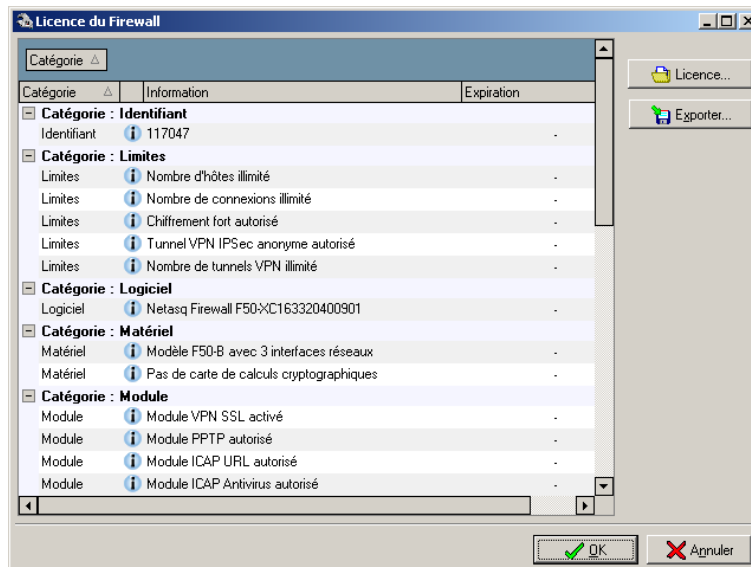 Licence du Firewall
Catégorie
Licence...
Exporter...
Catégorie Information Expiration
Catégorie : Identifiant
Identifiant 117047 -
Catégorie : Limites
Limites Nombre d'hôtes illimité -
Limites Nombre de connexions illimité -
Limites Chiffrement fort autorisé -
Limites Tunnel VPN IPSec anonyme autorisé -
Limites Nombre de tunnels VPN illimité -
Catégorie : Logiciel
Logiciel Netasq Firewall F50-XC163320400901 -
Catégorie : Matériel
Matériel Modèle F50-B avec 3 interfaces réseaux -
Matériel Pas de carte de calculs cryptographiques -
Catégorie : Module
Module Module VPN SSL activé -
Module Module PPTP autorisé -
Module Module ICAP URL autorisé -
Module Module ICAP Antivirus autorisé -
OK Annuler